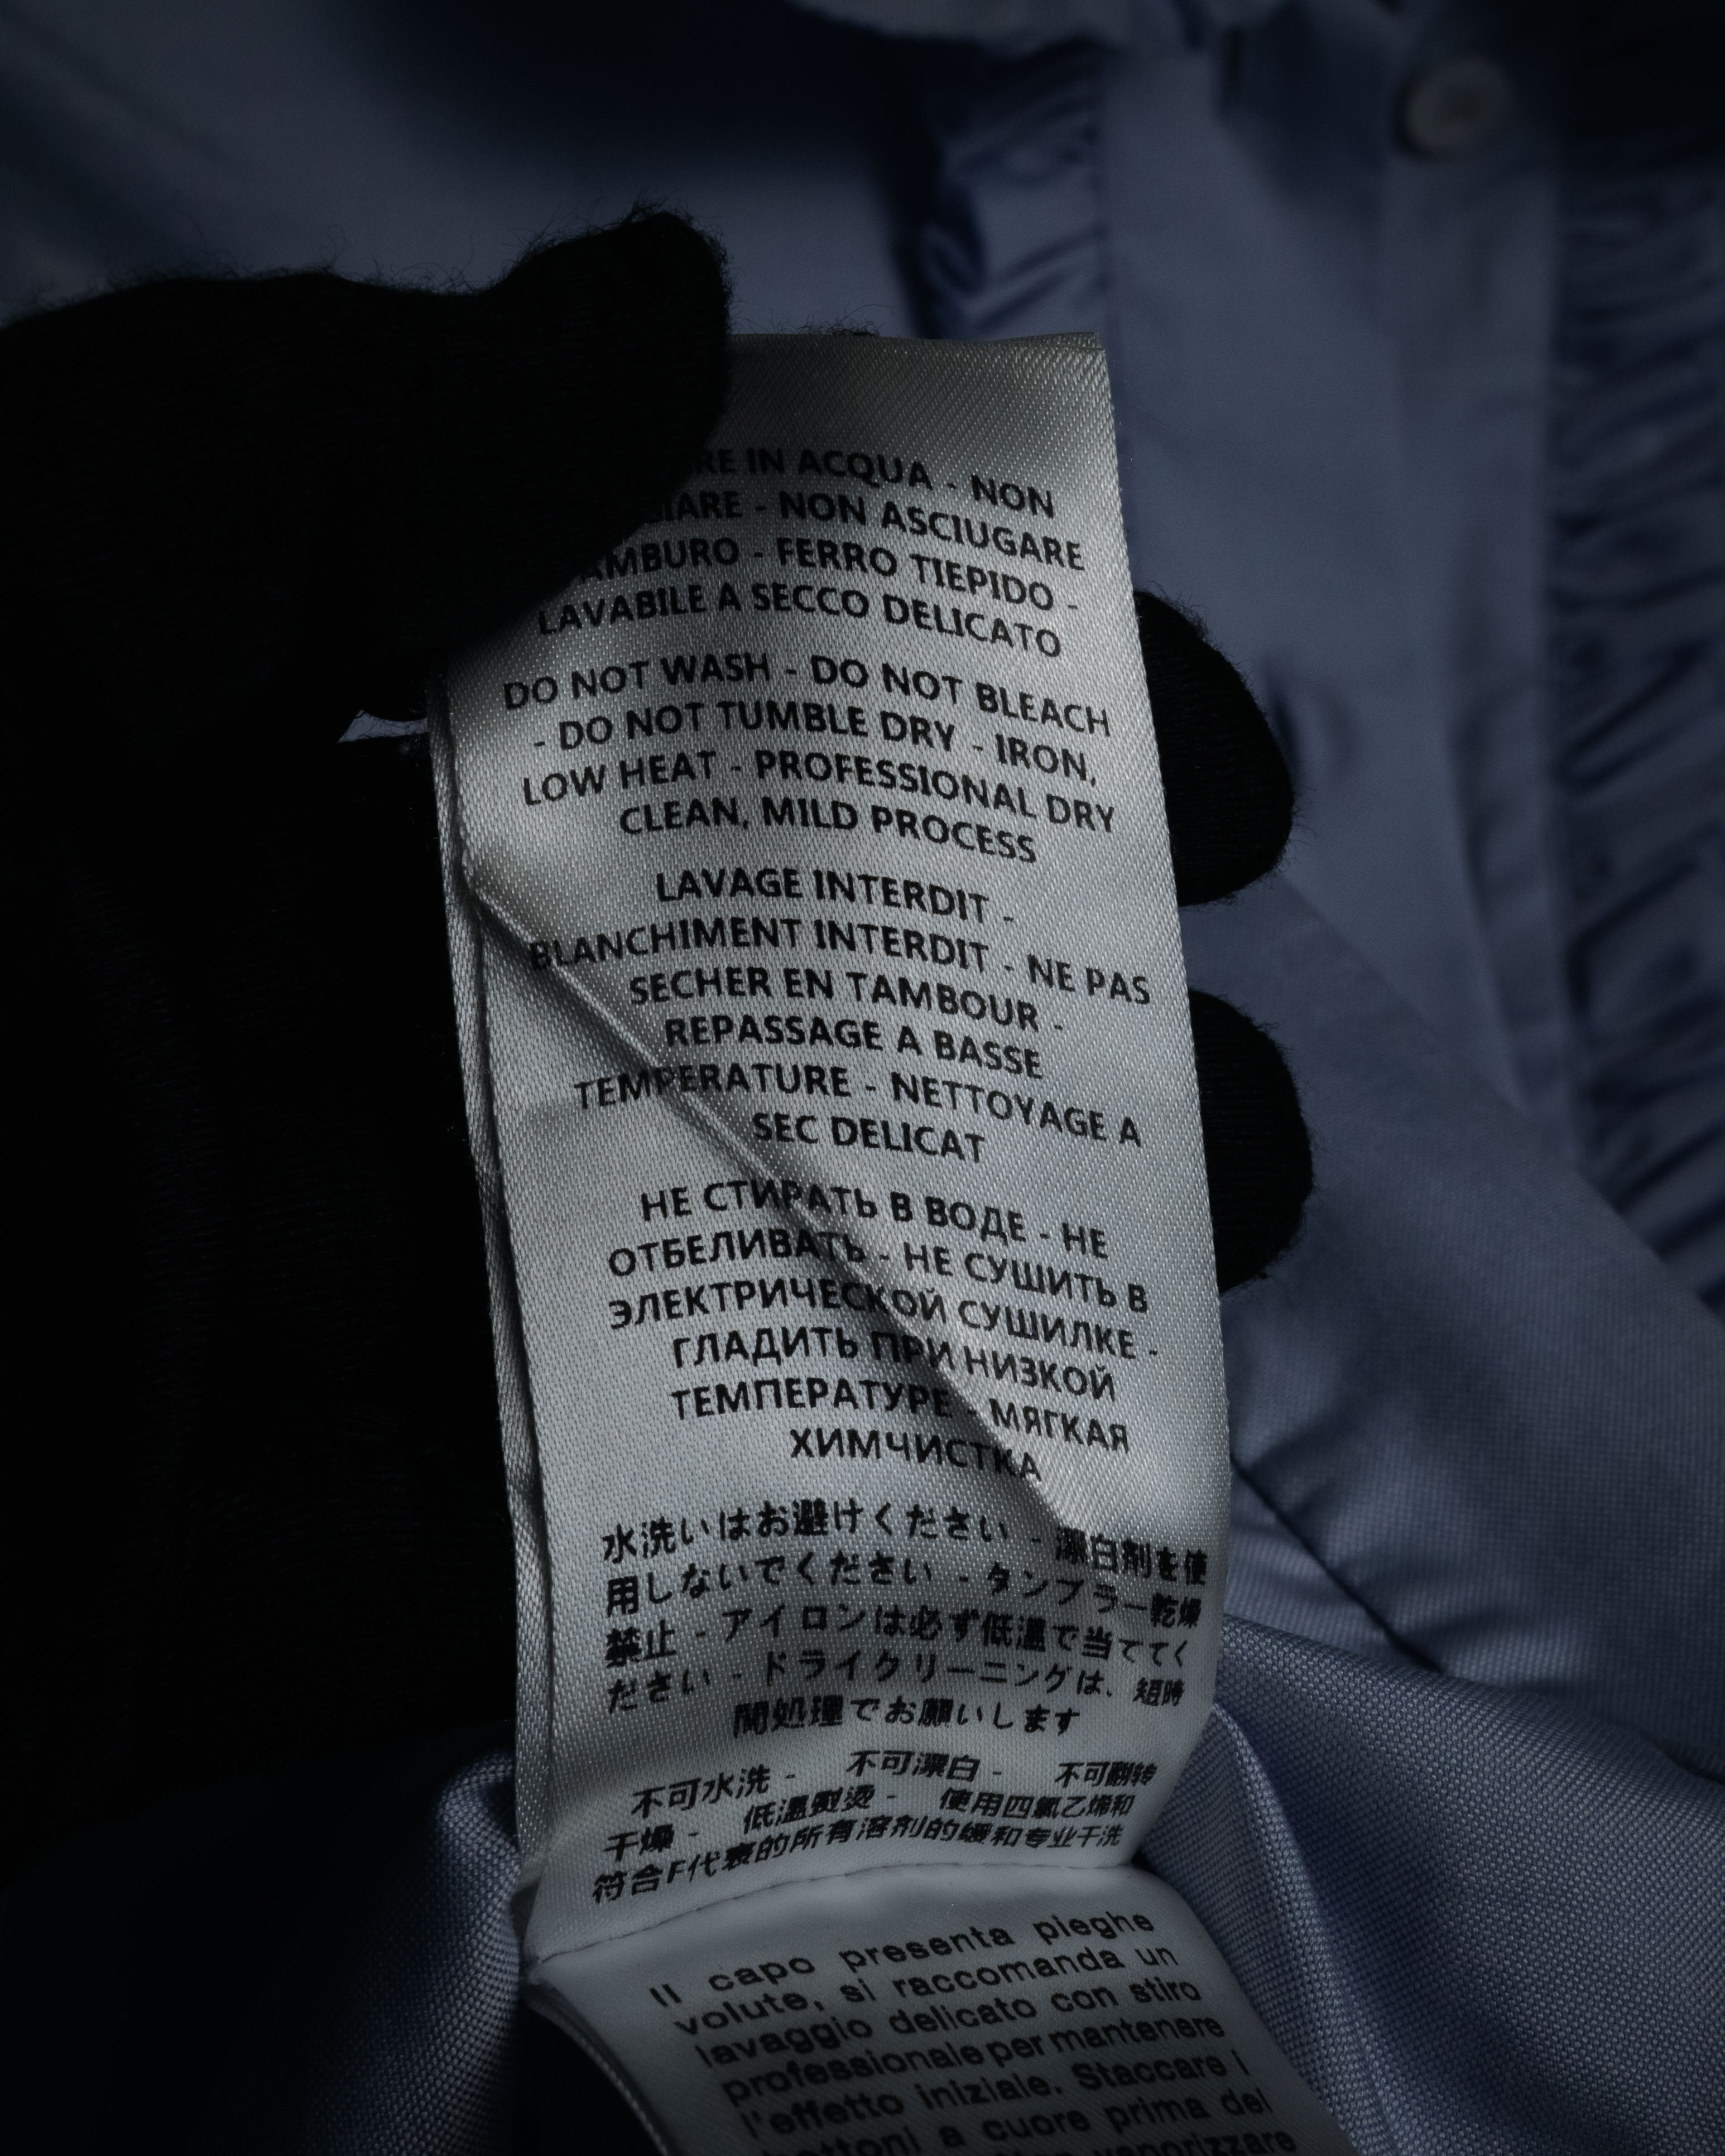 IN ACQUA - NON
- NON ASCIUGARE
- FERRO TIEPIDO -
LAVABILE A SECCO DELICATO
DO NOT WASH - DO NOT BLEACH
- DO NOT TUMBLE DRY - IRON,
LOW HEAT - PROFESSIONAL DRY
CLEAN, MILD PROCESS
LAVAGE INTERDIT -
BLANCHIMENT INTERDIT - NE PAS
SECHER EN TAMBOUR -
REPASSAGE A BASSE
TEMPERATURE - NETTOYAGE A
SEC DELICAT
НЕ СТИРАТЬ В ВОДЕ - НЕ
ОТБЕЛИВАТЬ - НЕ СУШИТЬ В
ЭЛЕКТРИЧЕСКОЙ СУШИЛКЕ -
ГЛАДИТЬ ПРИ НИЗКОЙ
ТЕМПЕРАТУРЕ - МЯГКАЯ
ХИМЧИСТКА
水洗いはお避けください - 漂白剤を使
用しないでください - タンブラー乾燥
禁止 - アイロンは必ず低温で当ててく
ださい - ドライクリーニングは、短時
間処理でお願いします
不可水洗 - 不可漂白 - 不可翻转
干燥 - 低温熨烫 - 使用四氯乙烯和
符合F代表的所有溶剂的缓和专业干洗
Il capo presenta pieghe
volute, si raccomanda un
lavaggio delicato con stiro
professionale per mantenere
l'effetto iniziale. Staccare i
bottoni a cuore prima del
vaporizzare